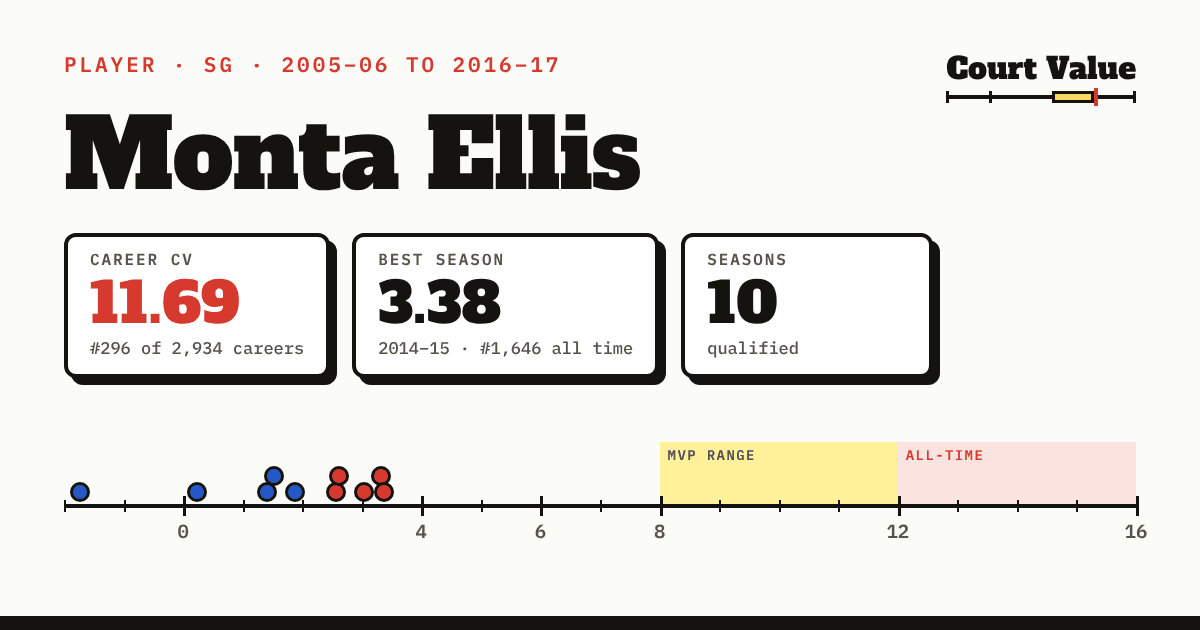 PLAYER · SG · 2005–06 TO 2016–17
Court Value
Monta Ellis
CAREER CV
11.69
#296 of 2,934 careers
BEST SEASON
3.38
2014–15 · #1,646 all time
SEASONS
10
qualified
MVP RANGE
ALL-TIME
0 4 6 8 12 16